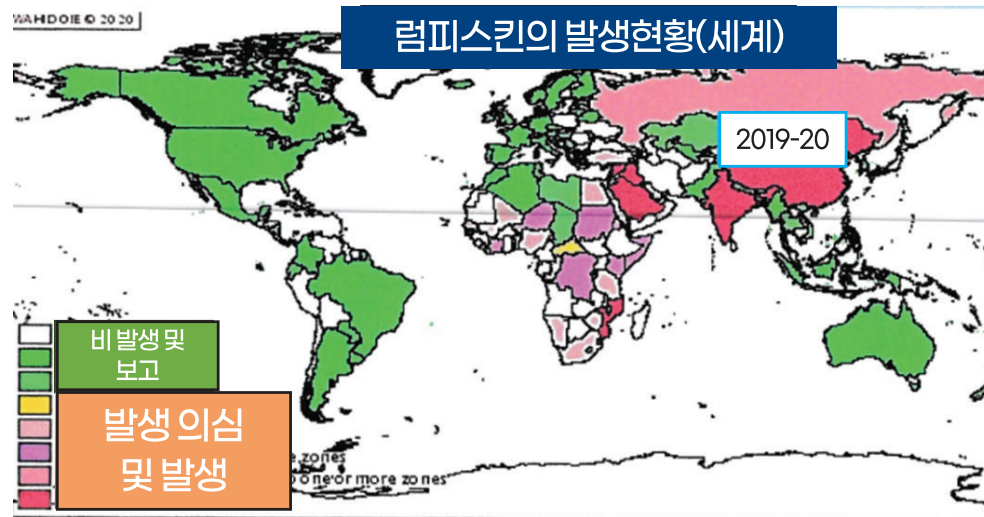 WAHIDOIE © 2020
럼피스킨의 발생현황(세계)
2019-20
비 발생 및
보고
발생 의심
및 발생
zones
one or more zones